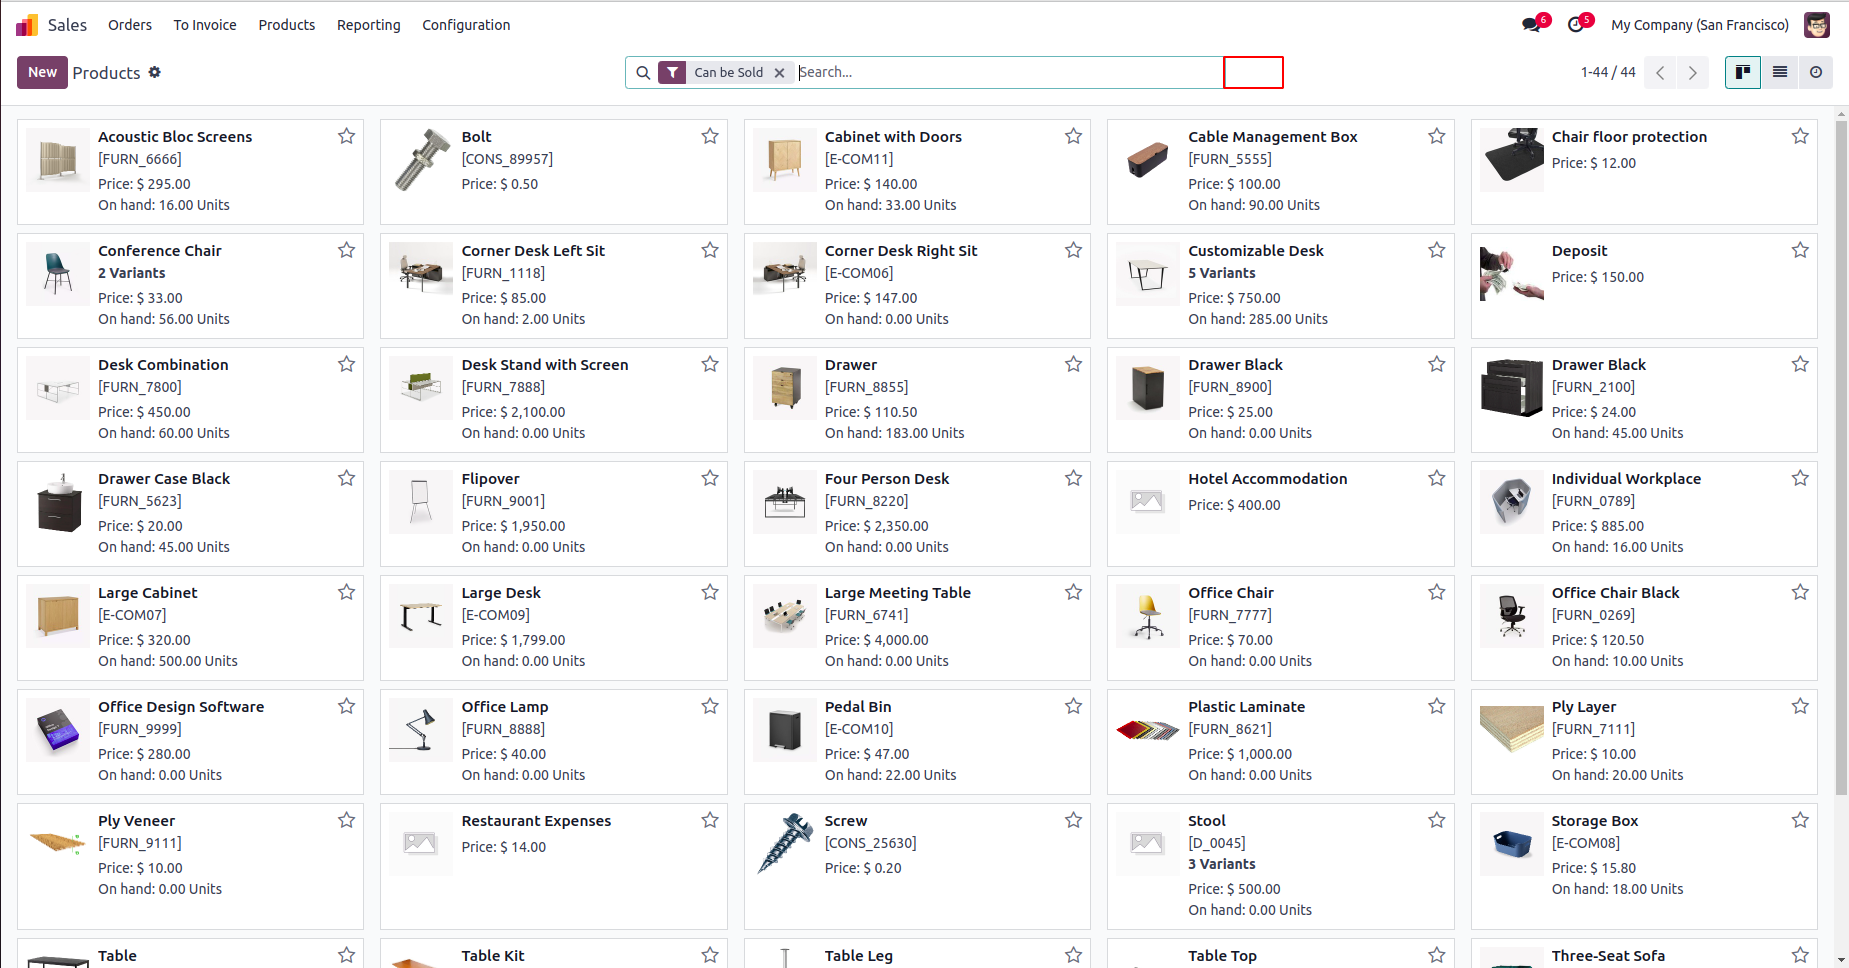 Sales Orders To Invoice Products Reporting Configuration 6 5 My Company (San Francisco)
New Products Can be Sold Search... 1-44 / 44
Acoustic Bloc Screens
[FURN_6666]
Price: $ 295.00
On hand: 16.00 Units
Bolt
[CONS_89957]
Price: $ 0.50
Cabinet with Doors
[E-COM11]
Price: $ 140.00
On hand: 33.00 Units
Cable Management Box
[FURN_5555]
Price: $ 100.00
On hand: 90.00 Units
Chair floor protection
Price: $ 12.00
Conference Chair
2 Variants
Price: $ 33.00
On hand: 56.00 Units
Corner Desk Left Sit
[FURN_1118]
Price: $ 85.00
On hand: 2.00 Units
Corner Desk Right Sit
[E-COM06]
Price: $ 147.00
On hand: 0.00 Units
Customizable Desk
5 Variants
Price: $ 750.00
On hand: 285.00 Units
Deposit
Price: $ 150.00
Desk Combination
[FURN_7800]
Price: $ 450.00
On hand: 60.00 Units
Desk Stand with Screen
[FURN_7888]
Price: $ 2,100.00
On hand: 0.00 Units
Drawer
[FURN_8855]
Price: $ 110.50
On hand: 183.00 Units
Drawer Black
[FURN_8900]
Price: $ 25.00
On hand: 0.00 Units
Drawer Black
[FURN_2100]
Price: $ 24.00
On hand: 45.00 Units
Drawer Case Black
[FURN_5623]
Price: $ 20.00
On hand: 45.00 Units
Flipover
[FURN_9001]
Price: $ 1,950.00
On hand: 0.00 Units
Four Person Desk
[FURN_8220]
Price: $ 2,350.00
On hand: 0.00 Units
Hotel Accommodation
Price: $ 400.00
Individual Workplace
[FURN_0789]
Price: $ 885.00
On hand: 16.00 Units
Large Cabinet
[E-COM07]
Price: $ 320.00
On hand: 500.00 Units
Large Desk
[E-COM09]
Price: $ 1,799.00
On hand: 0.00 Units
Large Meeting Table
[FURN_6741]
Price: $ 4,000.00
On hand: 0.00 Units
Office Chair
[FURN_7777]
Price: $ 70.00
On hand: 0.00 Units
Office Chair Black
[FURN_0269]
Price: $ 120.50
On hand: 10.00 Units
Office Design Software
[FURN_9999]
Price: $ 280.00
On hand: 0.00 Units
Office Lamp
[FURN_8888]
Price: $ 40.00
On hand: 0.00 Units
Pedal Bin
[E-COM10]
Price: $ 47.00
On hand: 22.00 Units
Plastic Laminate
[FURN_8621]
Price: $ 1,000.00
On hand: 0.00 Units
Ply Layer
[FURN_7111]
Price: $ 10.00
On hand: 20.00 Units
Ply Veneer
[FURN_9111]
Price: $ 10.00
On hand: 0.00 Units
Restaurant Expenses
Price: $ 14.00
Screw
[CONS_25630]
Price: $ 0.20
Stool
[D_0045]
3 Variants
Price: $ 500.00
On hand: 0.00 Units
Storage Box
[E-COM08]
Price: $ 15.80
On hand: 18.00 Units
Table
Table Kit
Table Leg
Table Top
Three-Seat Sofa